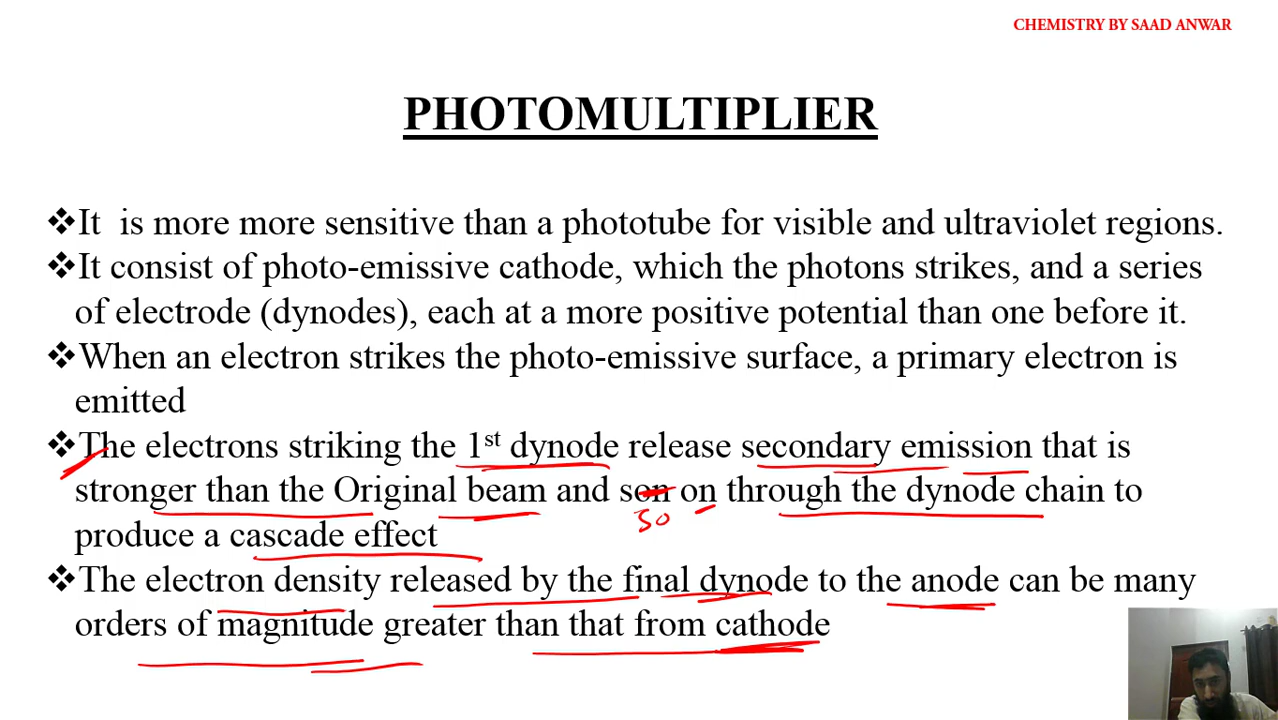 CHEMISTRY BY SAAD ANWAR
PHOTOMULTIPLIER
❖It is more more sensitive than a phototube for visible and ultraviolet regions.
❖It consist of photo-emissive cathode, which the photons strikes, and a series
of electrode (dynodes), each at a more positive potential than one before it.
❖When an electron strikes the photo-emissive surface, a primary electron is
emitted
❖The electrons striking the 1st dynode release secondary emission that is
stronger than the Original beam and son on through the dynode chain to
so
produce a cascade effect
❖The electron density released by the final dynode to the anode can be many
orders of magnitude greater than that from cathode